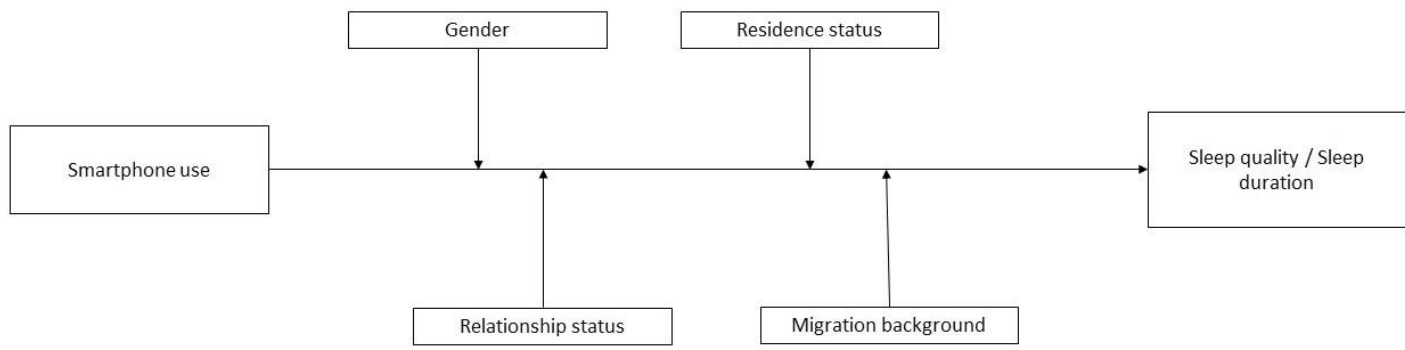 Gender
Residence status
Smartphone use
Sleep quality / Sleep
duration
Relationship status
Migration background